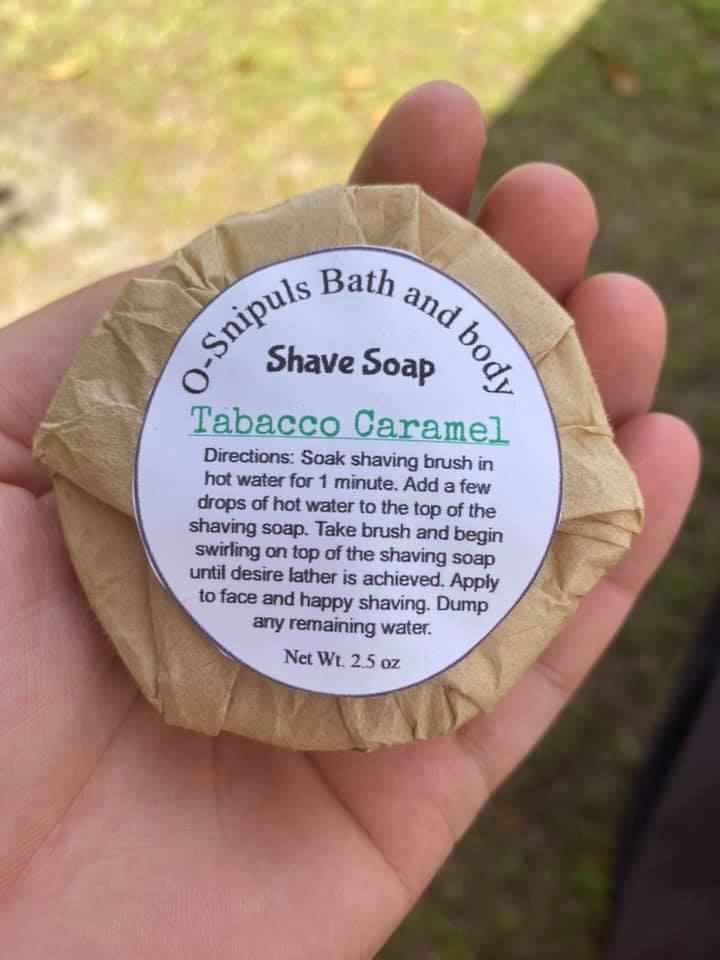 O-Snipuls Bath and body
Shave Soap
Tabacco Caramel
Directions: Soak shaving brush in
hot water for 1 minute. Add a few
drops of hot water to the top of the
shaving soap. Take brush and begin
swirling on top of the shaving soap
until desire lather is achieved. Apply
to face and happy shaving. Dump
any remaining water.
Net Wt. 2.5 oz